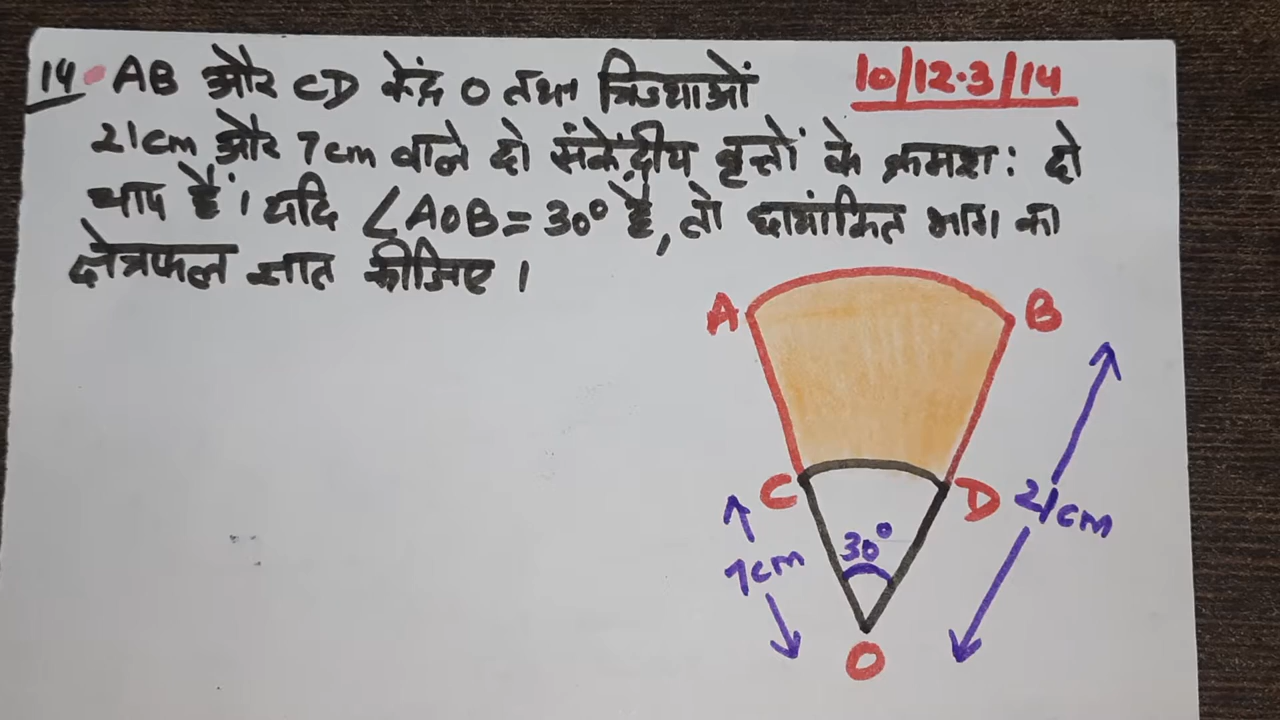 14. AB और CD केंद्र O तथा त्रिज्याओं
10/12.3/14
21cm और 7cm वाले दो संकेंद्रीय वृत्तों के क्रमश: दो
चाप हैं। यदि ∠AOB=30° है, तो छायांकित भाग का
क्षेत्रफल ज्ञात कीजिए।
A
B
C
D
21cm
7cm
30°
O